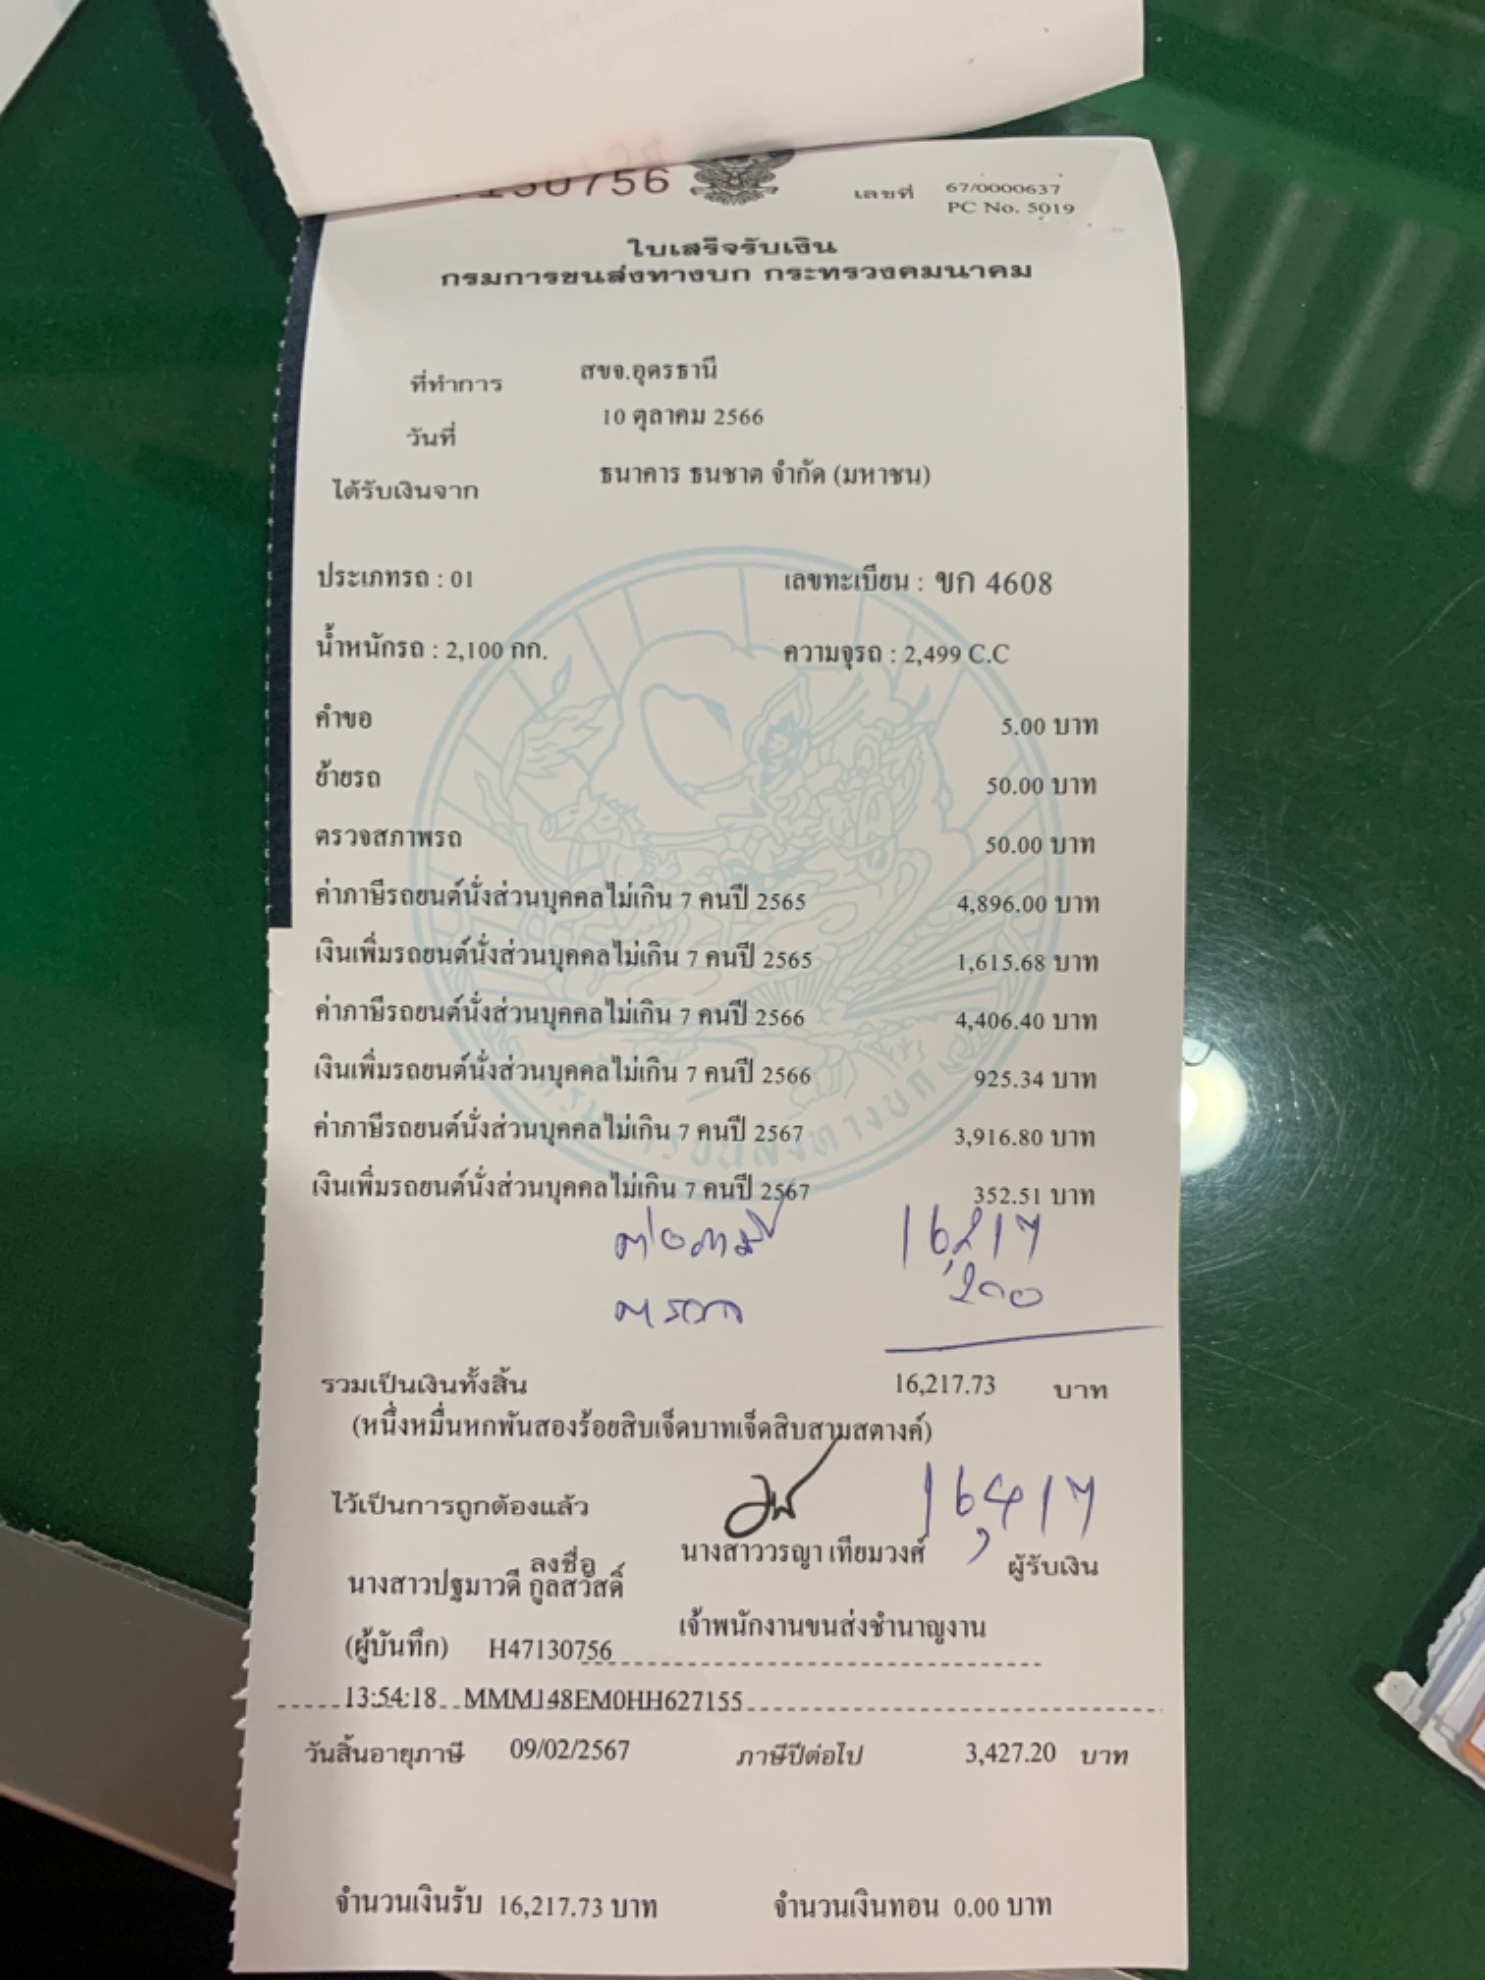 130756
เลขที่ 67/0000637
PC No. 5019
ใบเสร็จรับเงิน
กรมการขนส่งทางบก กระทรวงคมนาคม
ที่ทำการ สขจ.อุดรธานี
วันที่ 10 ตุลาคม 2566
ได้รับเงินจาก ธนาคาร ธนชาต จำกัด (มหาชน)
ประเภทรถ : 01 เลขทะเบียน : ขก 4608
น้ำหนักรถ : 2,100 กก. ความจุรถ : 2,499 C.C
คำขอ 5.00 บาท
ย้ายรถ 50.00 บาท
ตรวจสภาพรถ 50.00 บาท
ค่าภาษีรถยนต์นั่งส่วนบุคคลไม่เกิน 7 คนปี 2565 4,896.00 บาท
เงินเพิ่มรถยนต์นั่งส่วนบุคคลไม่เกิน 7 คนปี 2565 1,615.68 บาท
ค่าภาษีรถยนต์นั่งส่วนบุคคลไม่เกิน 7 คนปี 2566 4,406.40 บาท
เงินเพิ่มรถยนต์นั่งส่วนบุคคลไม่เกิน 7 คนปี 2566 925.34 บาท
ค่าภาษีรถยนต์นั่งส่วนบุคคลไม่เกิน 7 คนปี 2567 3,916.80 บาท
เงินเพิ่มรถยนต์นั่งส่วนบุคคลไม่เกิน 7 คนปี 2567 352.51 บาท
กรมการขนส่งทางบก
ต่อภาษี 16,217
ตรวจ 200
รวมเป็นเงินทั้งสิ้น 16,217.73 บาท
(หนึ่งหมื่นหกพันสองร้อยสิบเจ็ดบาทเจ็ดสิบสามสตางค์)
ไว้เป็นการถูกต้องแล้ว 16,417
ลงชื่อ นางสาววรญา เทียมวงศ์ ผู้รับเงิน
นางสาวปฐมาวดี กูลสวัสดิ์
เจ้าพนักงานขนส่งชำนาญงาน
(ผู้บันทึก) H47130756
13:54:18 MMM148EM0HH627155
วันสิ้นอายุภาษี 09/02/2567 ภาษีปีต่อไป 3,427.20 บาท
จำนวนเงินรับ 16,217.73 บาท จำนวนเงินทอน 0.00 บาท